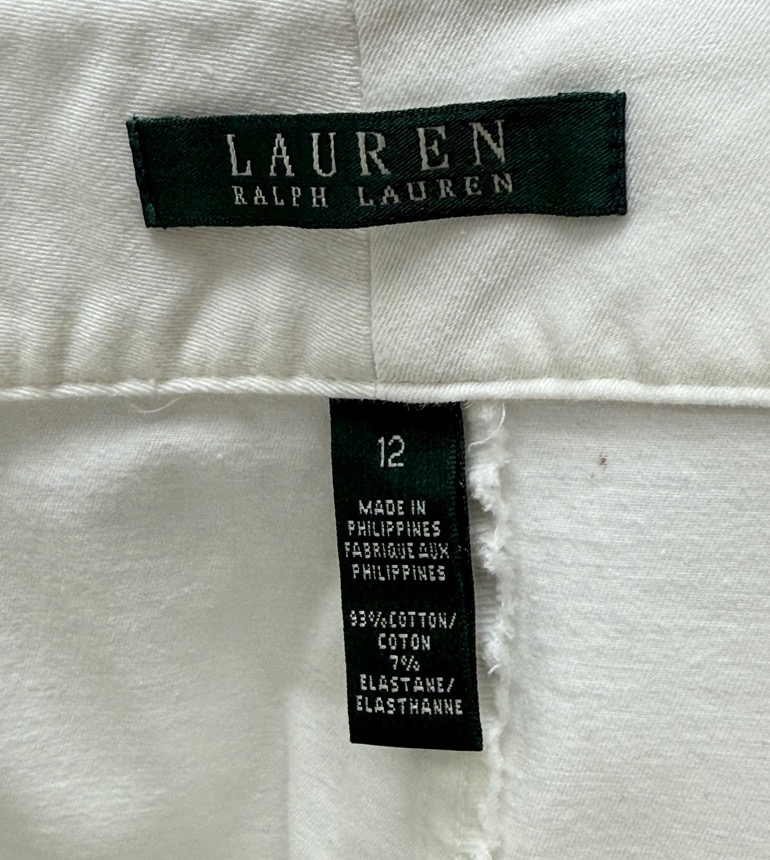 LAUREN
RALPH LAUREN
12
MADE IN
PHILIPPINES
FABRIQUE AUX
PHILIPPINES
93%COTTON/
COTON
7%
ELASTANE/
ELASTHANNE